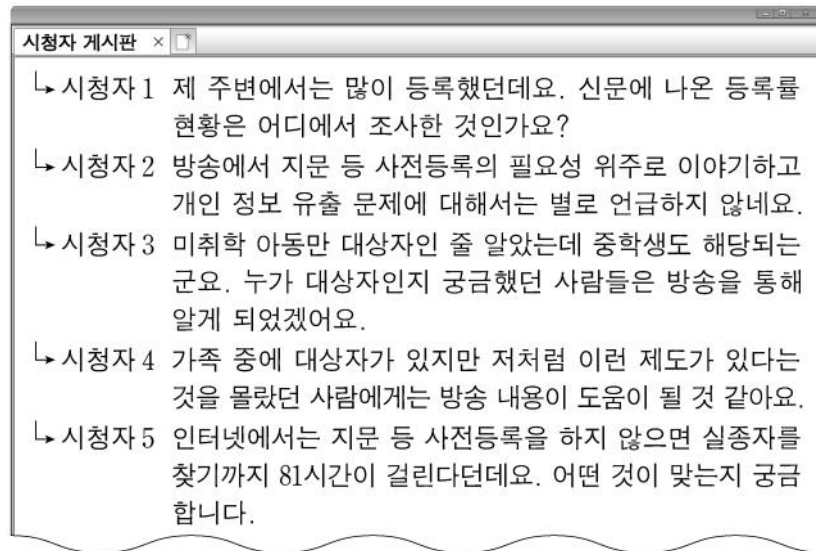 시청자 게시판 ×
시청자 1 제 주변에서는 많이 등록했던데요. 신문에 나온 등록률
현황은 어디에서 조사한 것인가요?
시청자 2 방송에서 지문 등 사전등록의 필요성 위주로 이야기하고
개인 정보 유출 문제에 대해서는 별로 언급하지 않네요.
시청자 3 미취학 아동만 대상자인 줄 알았는데 중학생도 해당되는
군요. 누가 대상자인지 궁금했던 사람들은 방송을 통해
알게 되었겠어요.
시청자 4 가족 중에 대상자가 있지만 저처럼 이런 제도가 있다는
것을 몰랐던 사람에게는 방송 내용이 도움이 될 것 같아요.
시청자 5 인터넷에서는 지문 등 사전등록을 하지 않으면 실종자를
찾기까지 81시간이 걸린다던데요. 어떤 것이 맞는지 궁금
합니다.